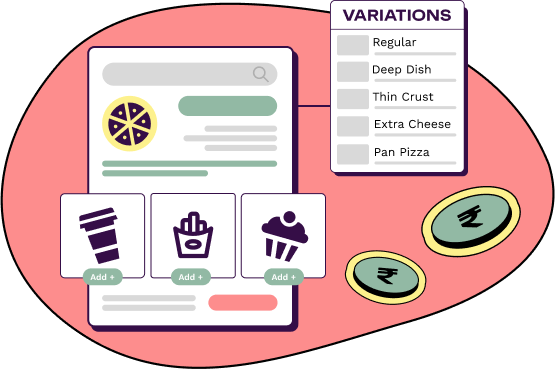 VARIATIONS
Regular
Deep Dish
Thin Crust
Extra Cheese
Pan Pizza
Add +
Add +
Add +
₹
₹